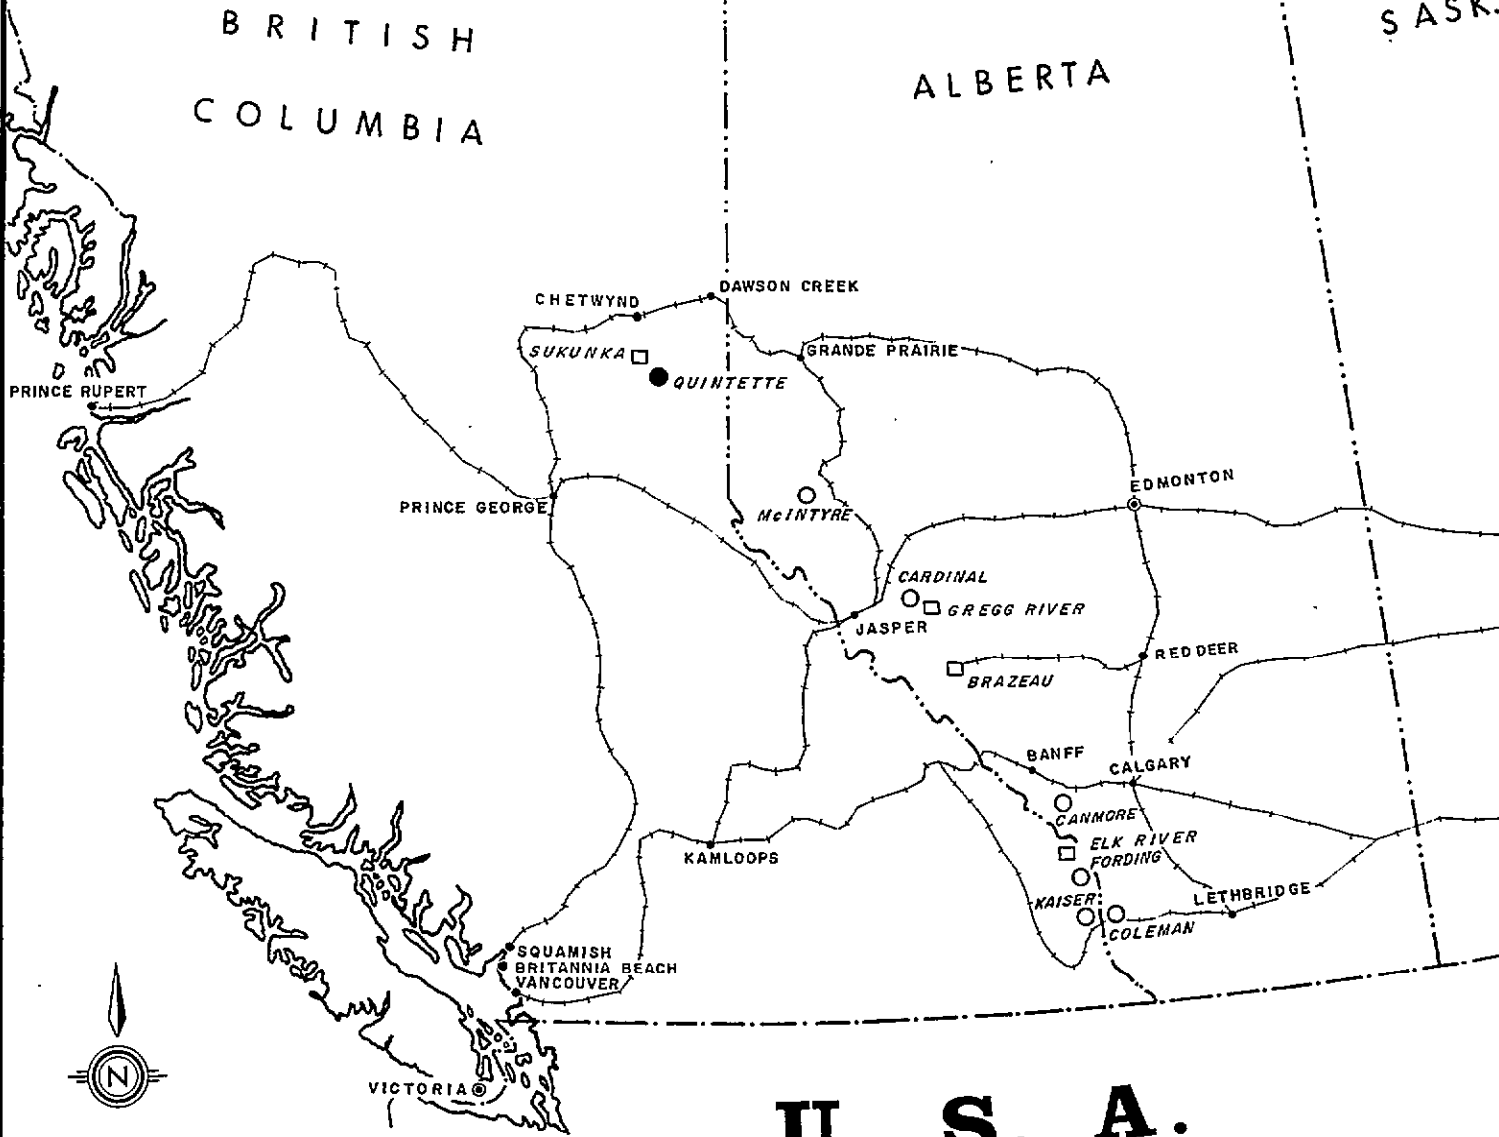 BRITISH
COLUMBIA
ALBERTA
SASK.
DAWSON CREEK
CHETWYND
SUKUNKA
QUINTETTE
GRANDE PRAIRIE
PRINCE RUPERT
EDMONTON
PRINCE GEORGE
McINTYRE
CARDINAL
GREGG RIVER
JASPER
RED DEER
BRAZEAU
BANFF
CALGARY
CANMORE
ELK RIVER
FORDING
KAMLOOPS
KAISER
LETHBRIDGE
COLEMAN
SQUAMISH
BRITANNIA BEACH
VANCOUVER
N
VICTORIA
U.S.A.